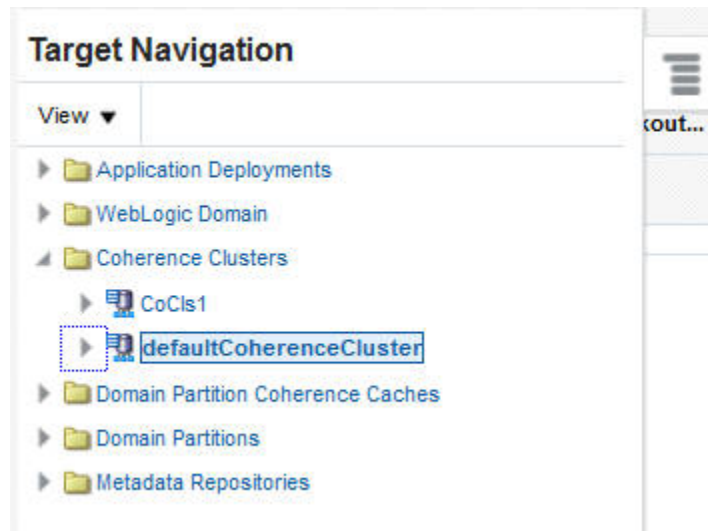 Target Navigation
View
kout...
Application Deployments
WebLogic Domain
Coherence Clusters
CoCls1
defaultCoherenceCluster
Domain Partition Coherence Caches
Domain Partitions
Metadata Repositories